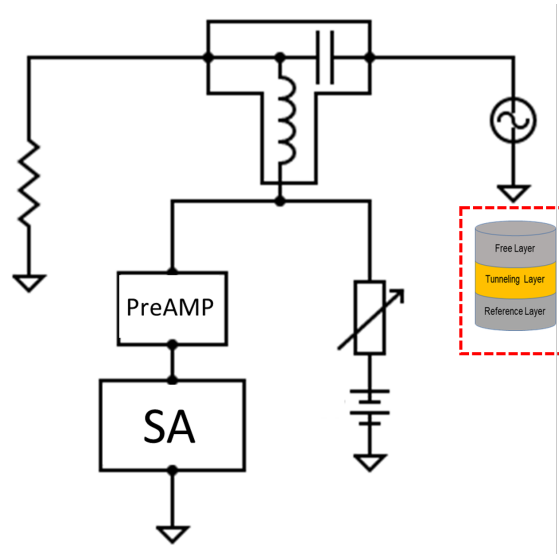 Free Layer
Tunneling Layer
Reference Layer
PreAMP
SA